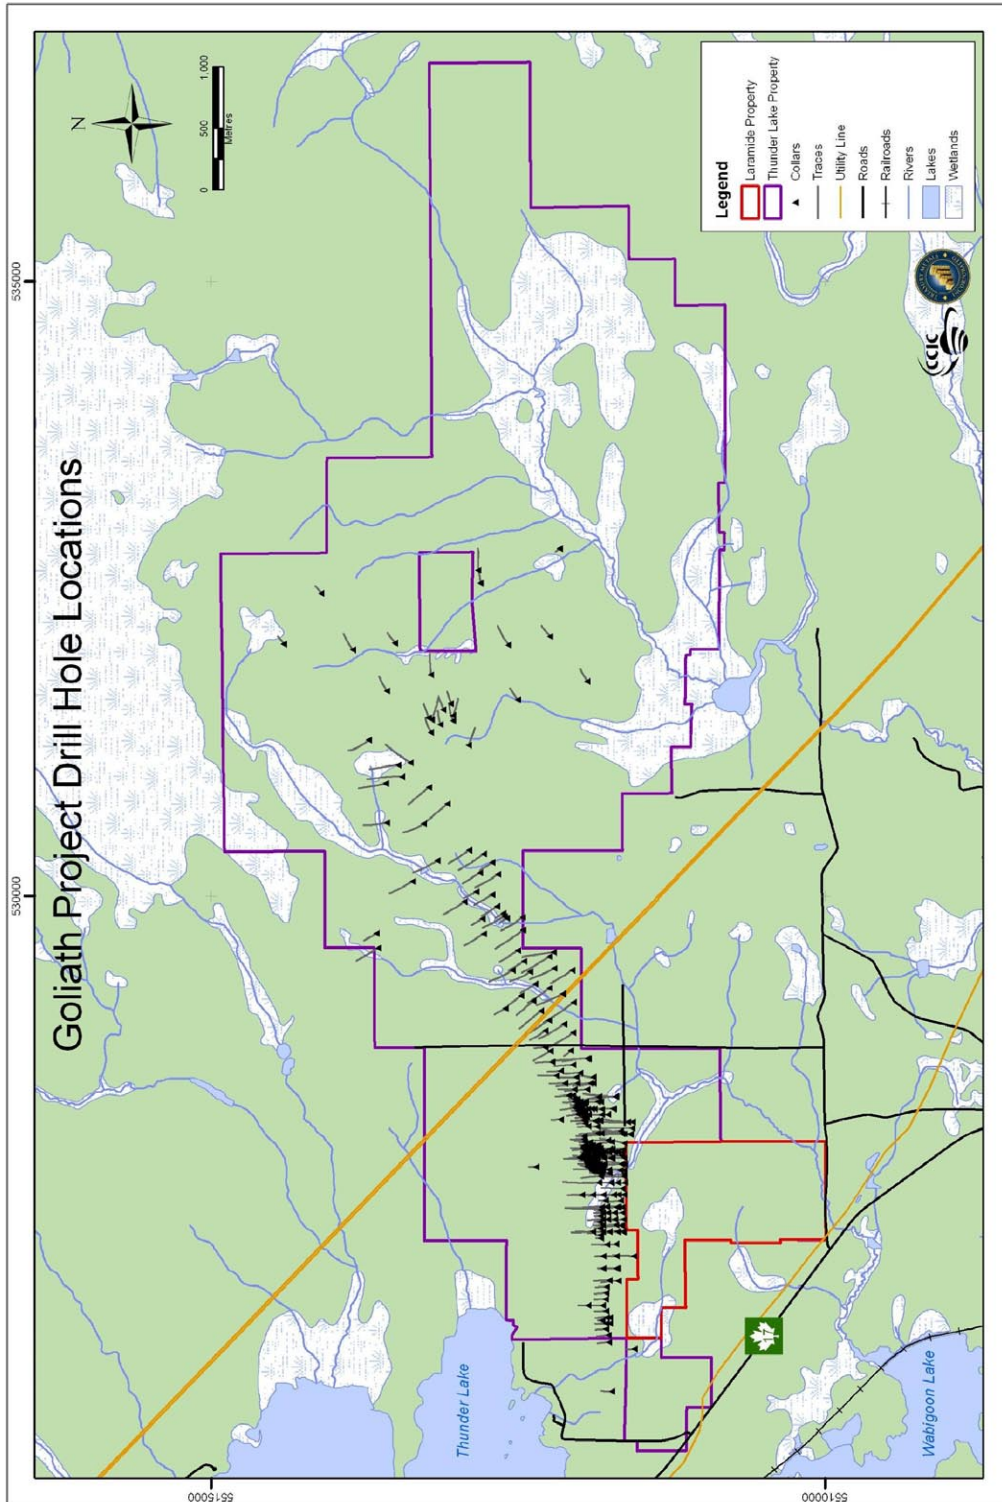 Goliath Project Drill Hole Locations
530000
535000
N
0 500 1,000
Metres
5515000
5510000
Thunder Lake
Wabigoon Lake
17
CCIC
Legend
Laramide Property
Thunder Lake Property
Collars
Traces
Utility Line
Roads
Railroads
Rivers
Lakes
Wetlands